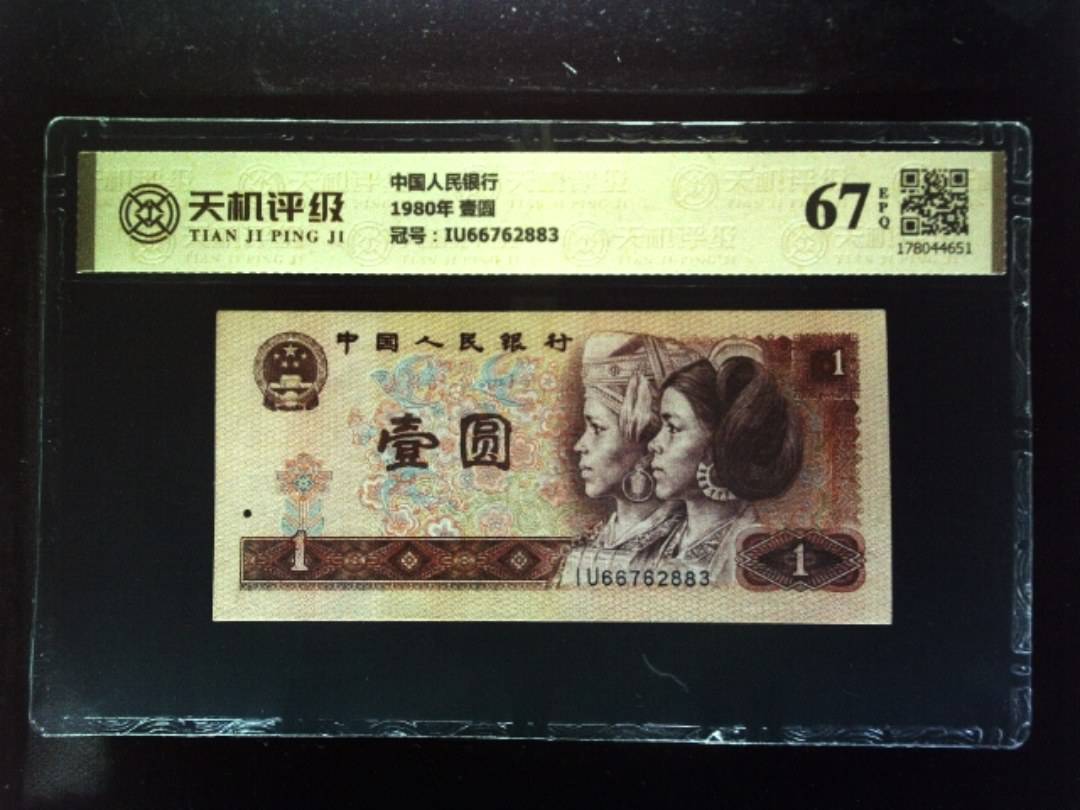 天机评级
TIAN JI PING JI
中国人民银行
1980年 壹圆
冠号：IU66762883
67
EPQ
178044651
中国人民银行
1
壹圆
1
1
IU66762883